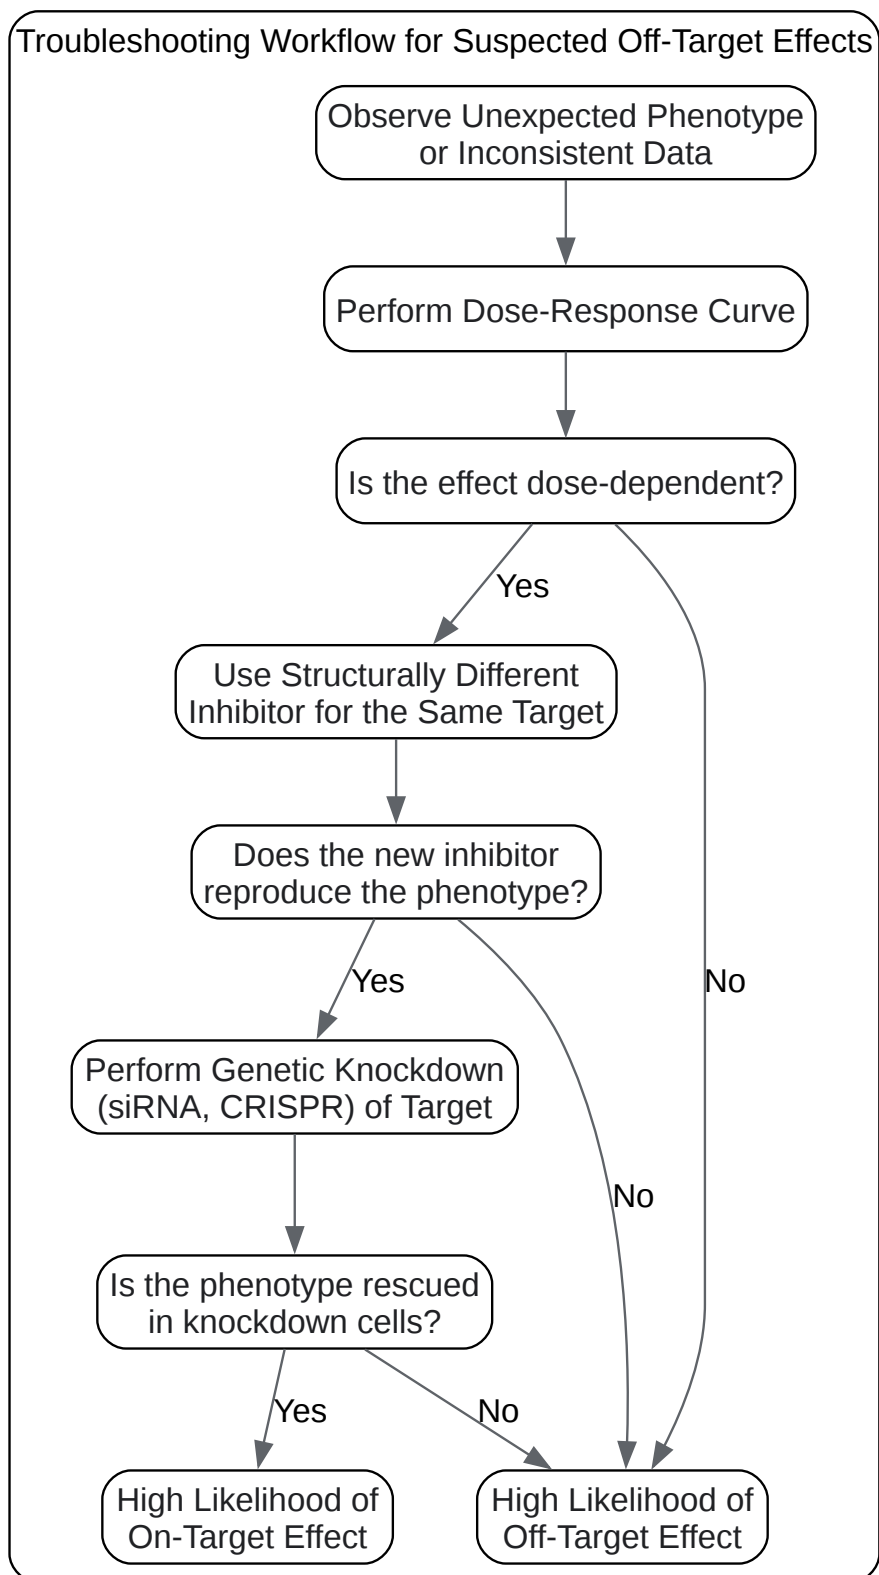 Troubleshooting Workflow for Suspected Off-Target Effects
Observe Unexpected Phenotype
or Inconsistent Data
Perform Dose-Response Curve
Is the effect dose-dependent?
Yes
Use Structurally Different
Inhibitor for the Same Target
Does the new inhibitor
reproduce the phenotype?
Yes
No
Perform Genetic Knockdown
(siRNA, CRISPR) of Target
No
Is the phenotype rescued
in knockdown cells?
Yes
No
High Likelihood of
On-Target Effect
High Likelihood of
Off-Target Effect